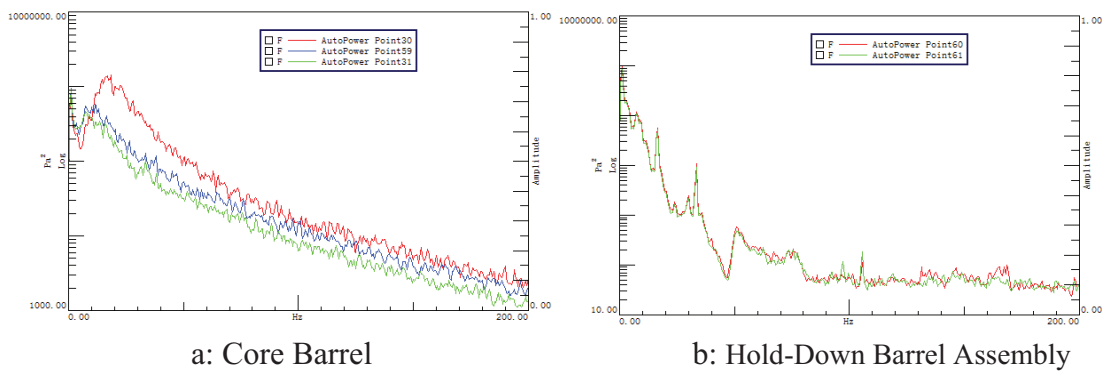 10000000.00
1.00
F AutoPower Point30
F AutoPower Point59
F AutoPower Point31
Pa²
Log
Amplitude
1000.00
0.00
0.00
Hz
200.00
a: Core Barrel
10000000.00
1.00
F AutoPower Point60
F AutoPower Point61
Pa²
Log
Amplitude
10.00
0.00
0.00
Hz
200.00
b: Hold-Down Barrel Assembly